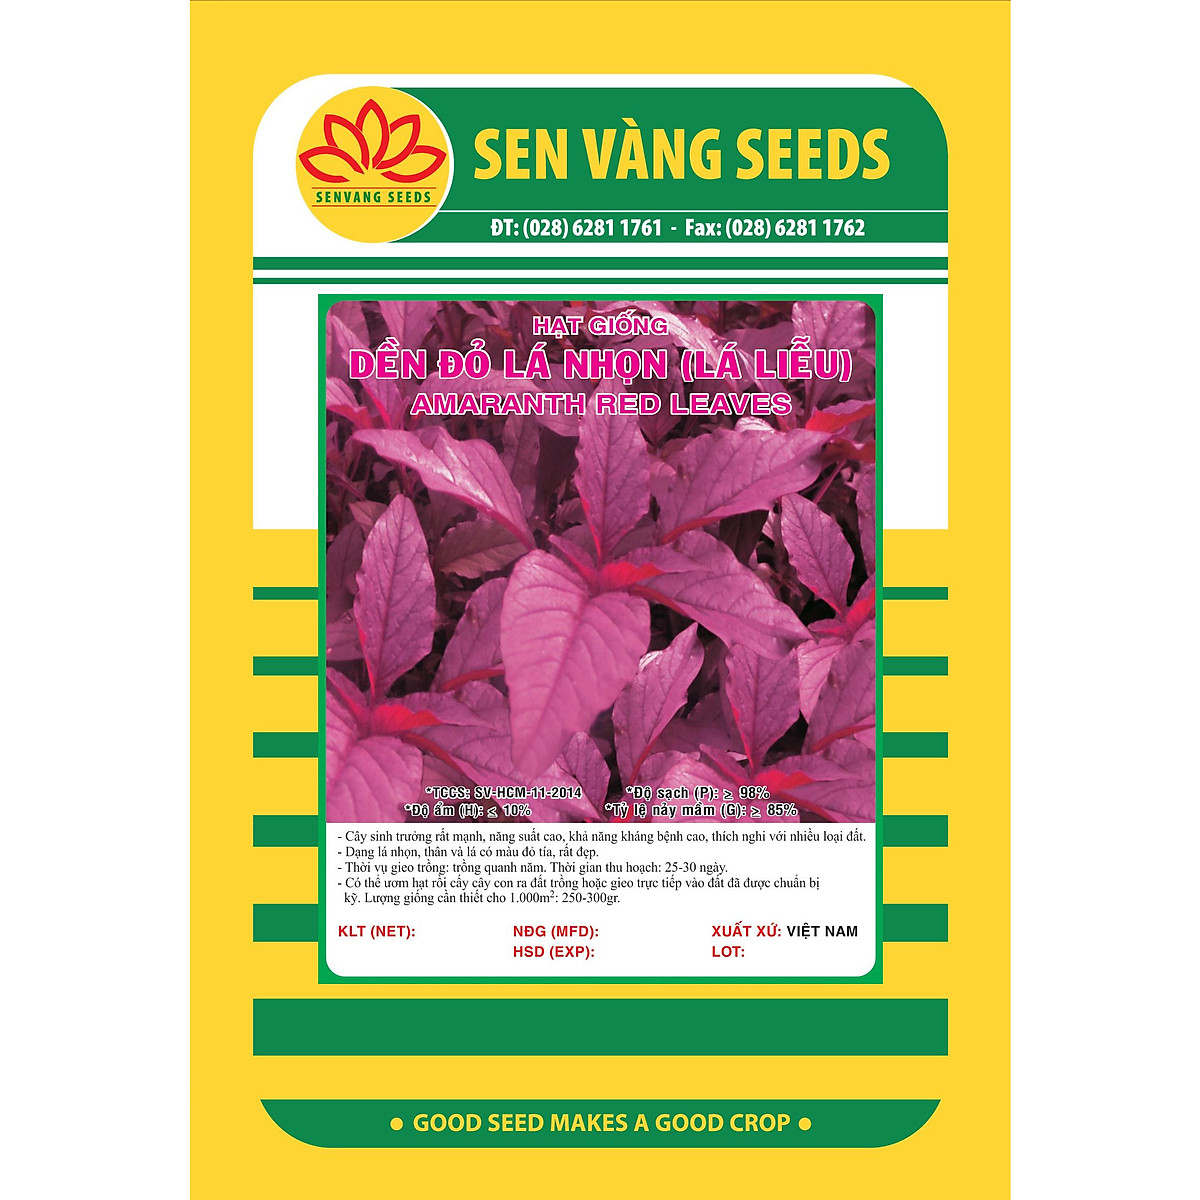 SENVANG SEEDS
SEN VÀNG SEEDS
ĐT: (028) 6281 1761 - Fax: (028) 6281 1762
HẠT GIỐNG
DỀN ĐỎ LÁ NHỌN (LÁ LIỄU)
AMARANTH RED LEAVES
*TCCS: SV-HCM-11-2014 *Độ sạch (P): ≥ 98%
*Độ ẩm (H): ≤ 10% *Tỷ lệ nảy mầm (G): ≥ 85%
- Cây sinh trưởng rất mạnh, năng suất cao, khả năng kháng bệnh cao, thích nghi với nhiều loại đất.
- Dạng lá nhọn, thân và lá có màu đỏ tía, rất đẹp.
- Thời vụ gieo trồng: trồng quanh năm. Thời gian thu hoạch: 25-30 ngày.
- Có thể ươm hạt rồi cấy cây con ra đất trồng hoặc gieo trực tiếp vào đất đã được chuẩn bị
kỹ. Lượng giống cần thiết cho 1.000m²: 250-300gr.
KLT (NET): NĐG (MFD): XUẤT XỨ: VIỆT NAM
HSD (EXP): LOT:
• GOOD SEED MAKES A GOOD CROP •